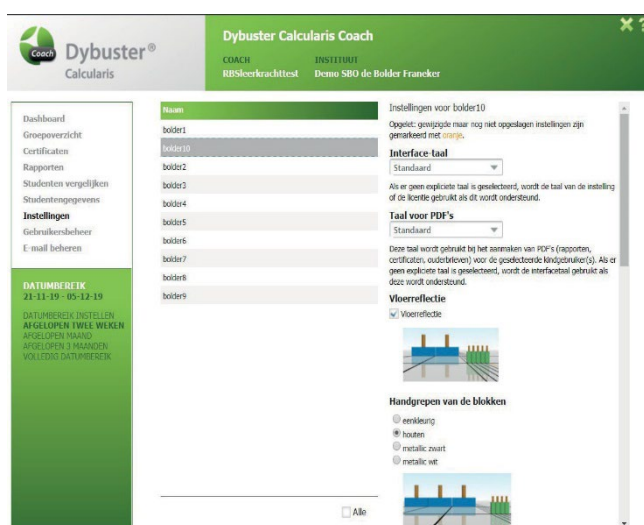 Coach
Dybuster®
Calcularis
Dybuster Calcularis Coach
COACH
RBSleerkrachttest
INSTITUUT
Demo SBO de Bolder Franeker
Dashboard
Groepoverzicht
Certificaten
Rapporten
Studenten vergelijken
Studentengegevens
Instellingen
Gebruikersbeheer
E-mail beheren
DATUMBEREIK
21-11-19 - 05-12-19
DATUMBEREIK INSTELLEN
AFGELOPEN TWEE WEKEN
AFGELOPEN MAAND
AFGELOPEN 3 MAANDEN
VOLLEDIG DATUMBEREIK
Naam
bolder1
bolder10
bolder2
bolder3
bolder4
bolder5
bolder6
bolder7
bolder8
bolder9
Alle
Instellingen voor bolder10
Opgelet: gewijzigde maar nog niet opgeslagen instellingen zijn
gemarkeerd met oranje.
Interface-taal
Standaard
Als er geen expliciete taal is geselecteerd, wordt de taal van de instelling
of de licentie gebruikt als dit wordt ondersteund.
Taal voor PDF's
Standaard
Deze taal wordt gebruikt bij het aanmaken van PDF's (rapporten,
certificaten, ouderbrieven) voor de geselecteerde kindgebruiker(s). Als er
geen expliciete taal is geselecteerd, wordt de interfacetaal gebruikt als
deze wordt ondersteund.
Vloerreflectie
Vloerreflectie
Handgrepen van de blokken
eenkleurig
houten
metallic zwart
metallic wit